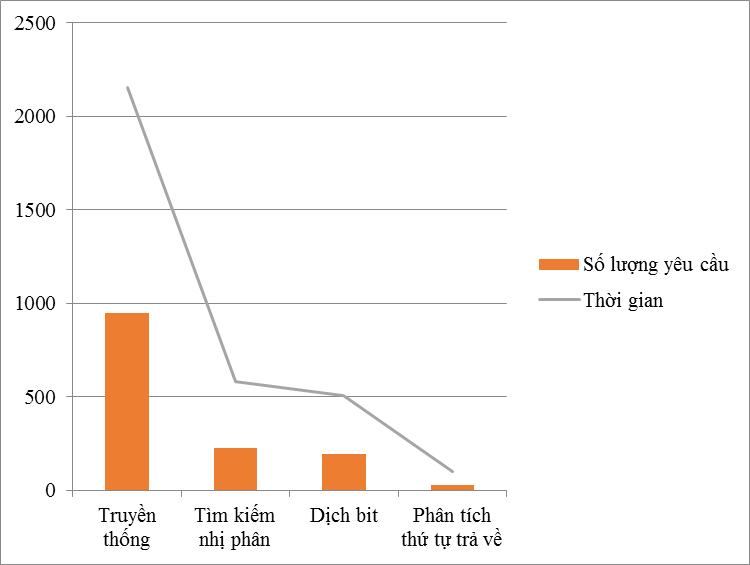 2500
2000
1500
1000
500
0
Truyền
thống
Tìm kiếm
nhị phân
Dịch bit
Phân tích
thứ tự trả về
Số lượng yêu cầu
Thời gian